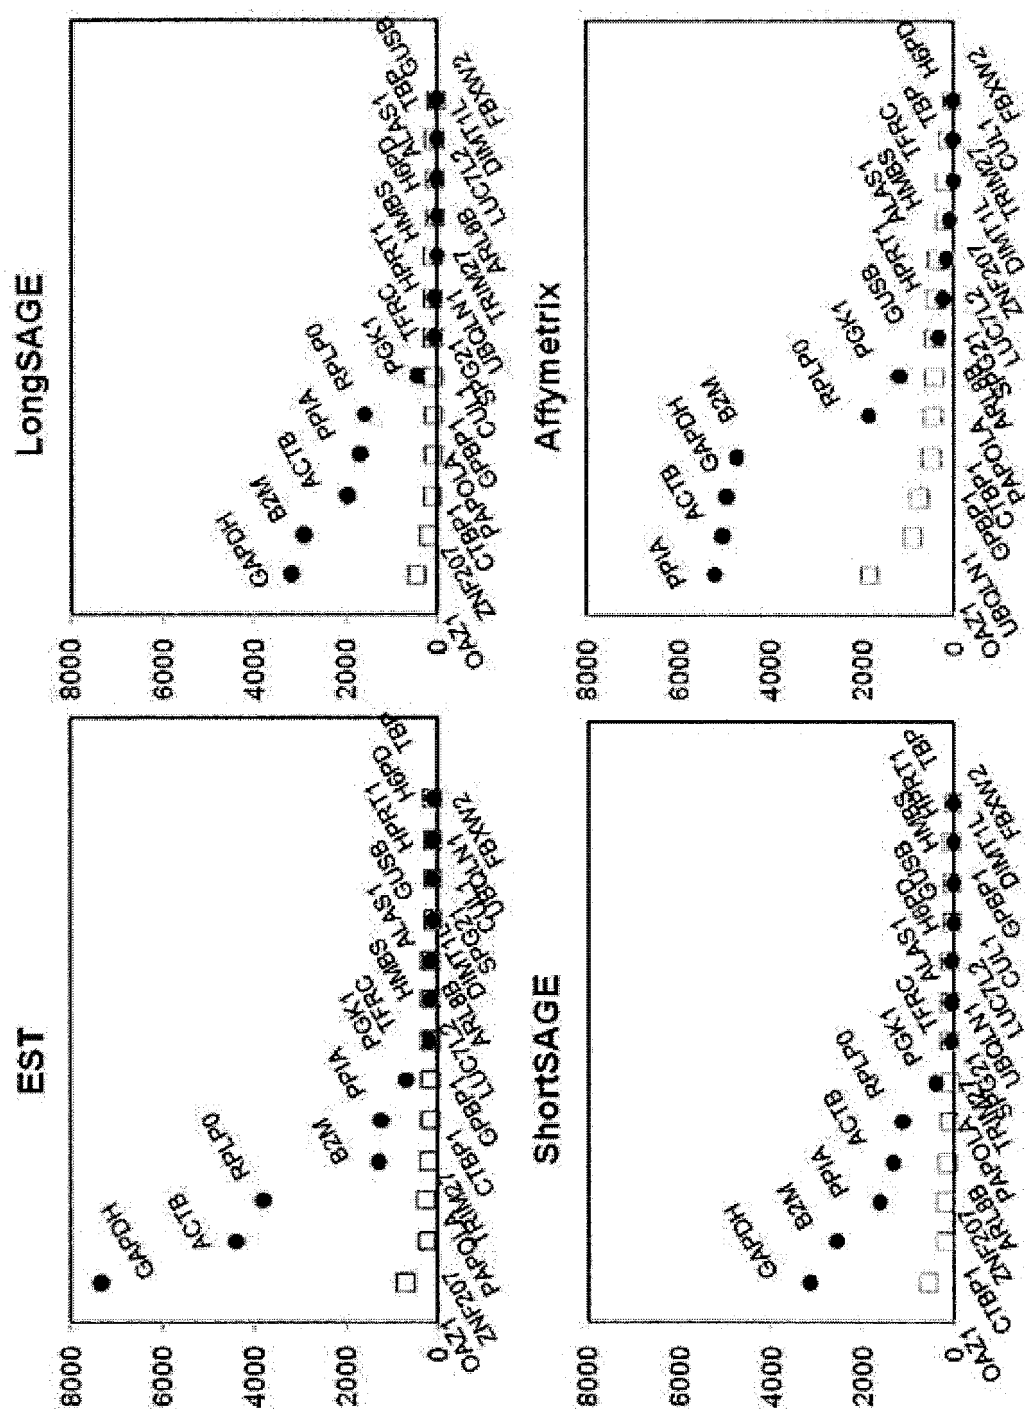 EST
8000
6000
4000
2000
0
GAPDH
ACTB
RPLP0
B2M
PPIA
PGK1
TFRC
HMBS
ALAS1
GUSB
HPRT1
H6PD
TBP
OAZ1
ZNF207
PAPOLA
TRIM27
CTBP1
GPBP1
LUC7L2
ARL8B
DIMT1L
SPG21
CUL1
UBQLN1
FBXW2
LongSAGE
8000
6000
4000
2000
0
GAPDH
B2M
ACTB
PPIA
RPLP0
PGK1
TFRC
HPRT1
HMBS
H6PD
ALAS1
TBP
GUSB
OAZ1
ZNF207
CTBP1
PAPOLA
GPBP1
CUL1
SPG21
UBQLN1
TRIM27
ARL8B
LUC7L2
DIMT1L
FBXW2
ShortSAGE
8000
6000
4000
2000
0
GAPDH
B2M
PPIA
ACTB
RPLP0
PGK1
TFRC
ALAS1
H6PD
GUSB
HMBS
HPRT1
TBP
OAZ1
CTBP1
ZNF207
ARL8B
PAPOLA
TRIM27
SPG21
UBQLN1
LUC7L2
CUL1
GPBP1
DIMT1L
FBXW2
Affymetrix
8000
6000
4000
2000
0
PPIA
ACTB
GAPDH
B2M
RPLP0
PGK1
GUSB
HPRT1
ALAS1
HMBS
TFRC
TBP
H6PD
OAZ1
UBQLN1
GPBP1
CTBP1
PAPOLA
ARL8B
SPG21
LUC7L2
ZNF207
DIMT1L
TRIM27
CUL1
FBXW2